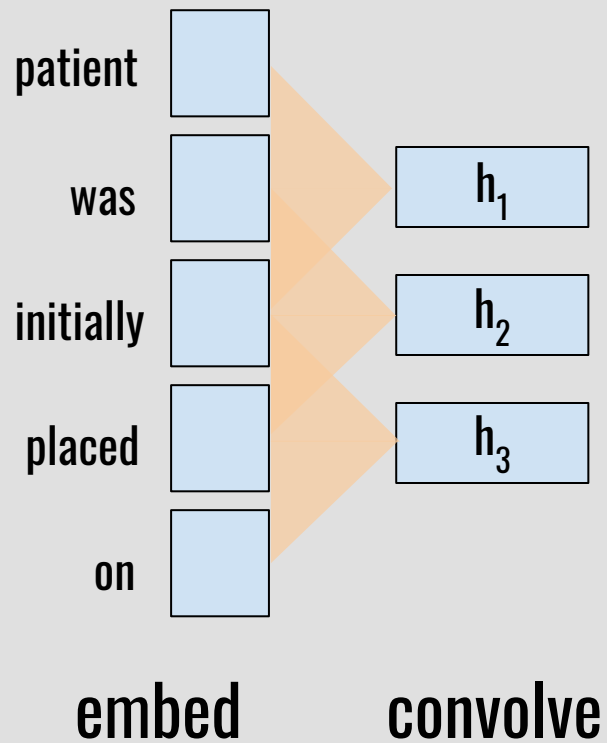 patient
was
h₁
initially
h₂
placed
h₃
on
embed convolve